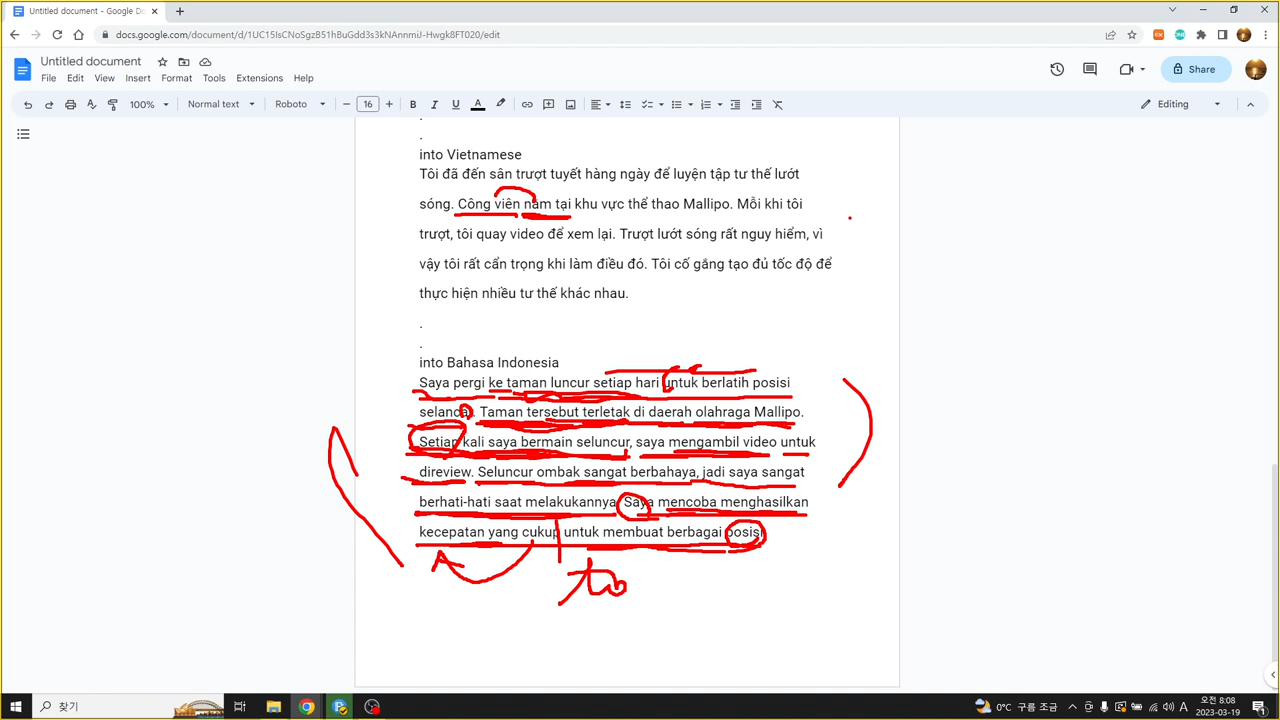 Untitled document - Google Do
docs.google.com/document/d/1UC15IsCNoSgzB51hBuGdd3s3kNAnnmiJ-Hwgk8FT020/edit
Untitled document
File Edit View Insert Format Tools Extensions Help
Share
100% Normal text Roboto 16 B I U A Editing
.
.
into Vietnamese
Tôi đã đến sân trượt tuyết hàng ngày để luyện tập tư thế lướt
sóng. Công viên nằm tại khu vực thể thao Mallipo. Mỗi khi tôi
trượt, tôi quay video để xem lại. Trượt lướt sóng rất nguy hiểm, vì
vậy tôi rất cẩn trọng khi làm điều đó. Tôi cố gắng tạo đủ tốc độ để
thực hiện nhiều tư thế khác nhau.
.
.
into Bahasa Indonesia
Saya pergi ke taman luncur setiap hari untuk berlatih posisi
selancar. Taman tersebut terletak di daerah olahraga Mallipo.
Setiap kali saya bermain seluncur, saya mengambil video untuk
direview. Seluncur ombak sangat berbahaya, jadi saya sangat
berhati-hati saat melakukannya. Saya mencoba menghasilkan
kecepatan yang cukup untuk membuat berbagai posisi
to
찾기
0°C 구름 조금
A
오전 8:08
2023-03-19
1